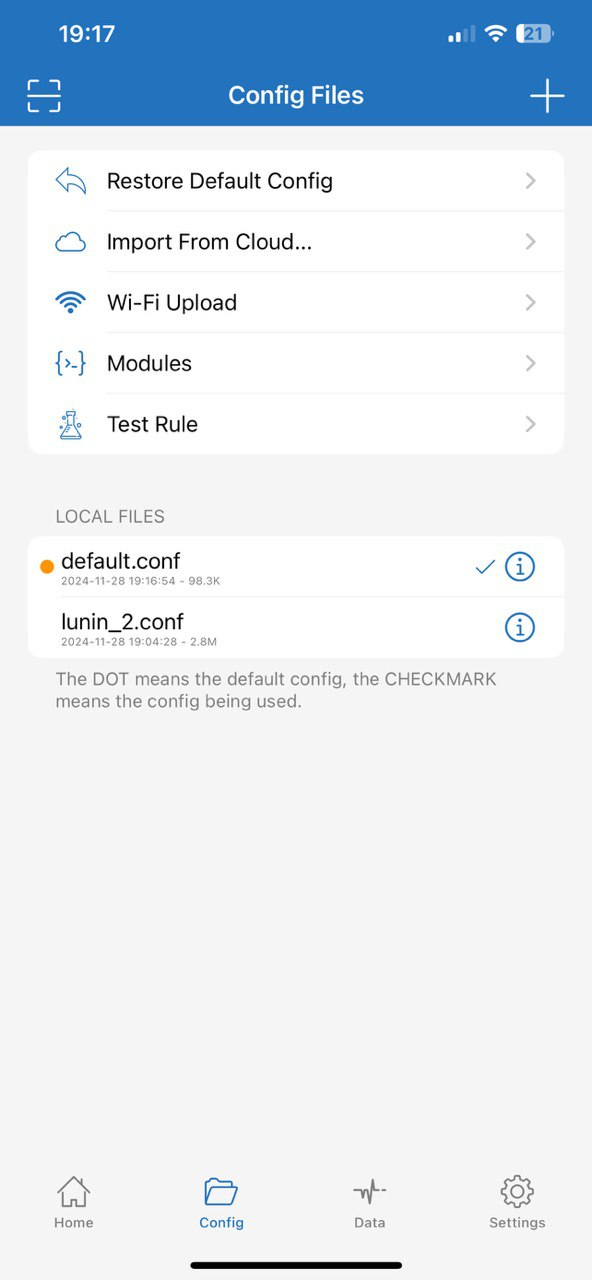 19:17
21
Config Files
Restore Default Config
Import From Cloud...
Wi-Fi Upload
Modules
Test Rule
LOCAL FILES
default.conf
2024-11-28 19:16:54 - 98.3K
lunin_2.conf
2024-11-28 19:04:28 - 2.8M
The DOT means the default config, the CHECKMARK
means the config being used.
Home
Config
Data
Settings